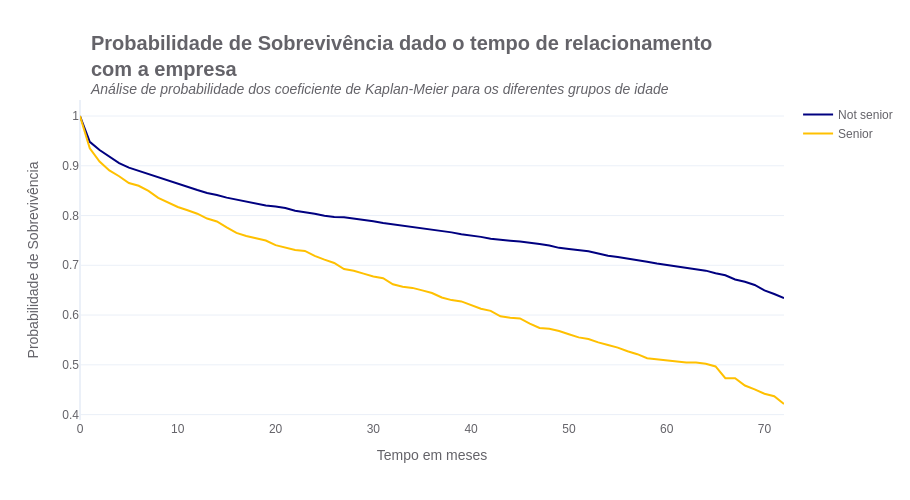 Probabilidade de Sobrevivência dado o tempo de relacionamento
com a empresa
Análise de probabilidade dos coeficiente de Kaplan-Meier para os diferentes grupos de idade
Not senior
Senior
Probabilidade de Sobrevivência
1
0.9
0.8
0.7
0.6
0.5
0.4
0 10 20 30 40 50 60 70
Tempo em meses